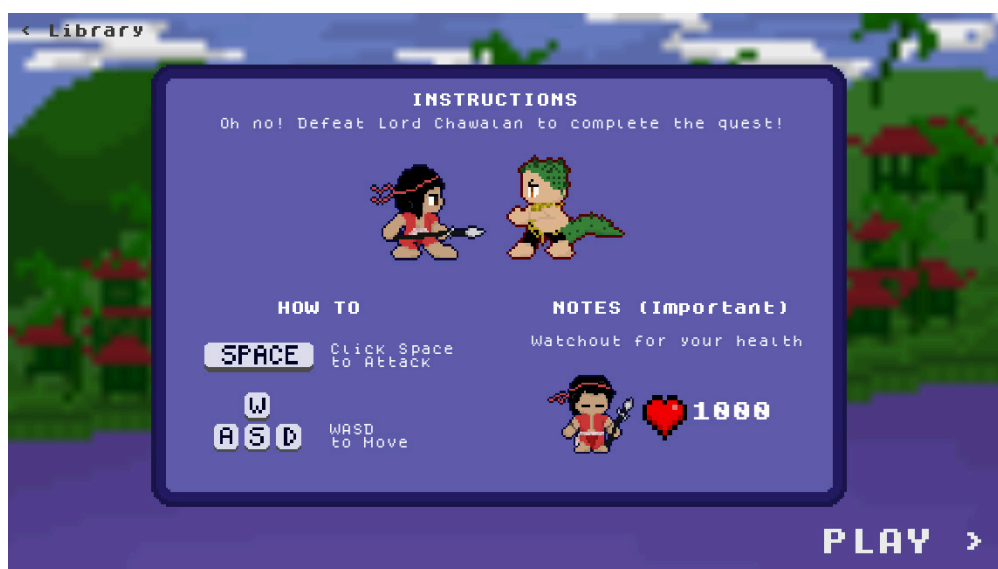 < Library
INSTRUCTIONS
Oh no! Defeat Lord Chawalan to complete the quest!
HOW TO
SPACE
Click Space
to Attack
W
A S D
WASD
to Move
NOTES (Important)
Watchout for your health
1000
PLAY >